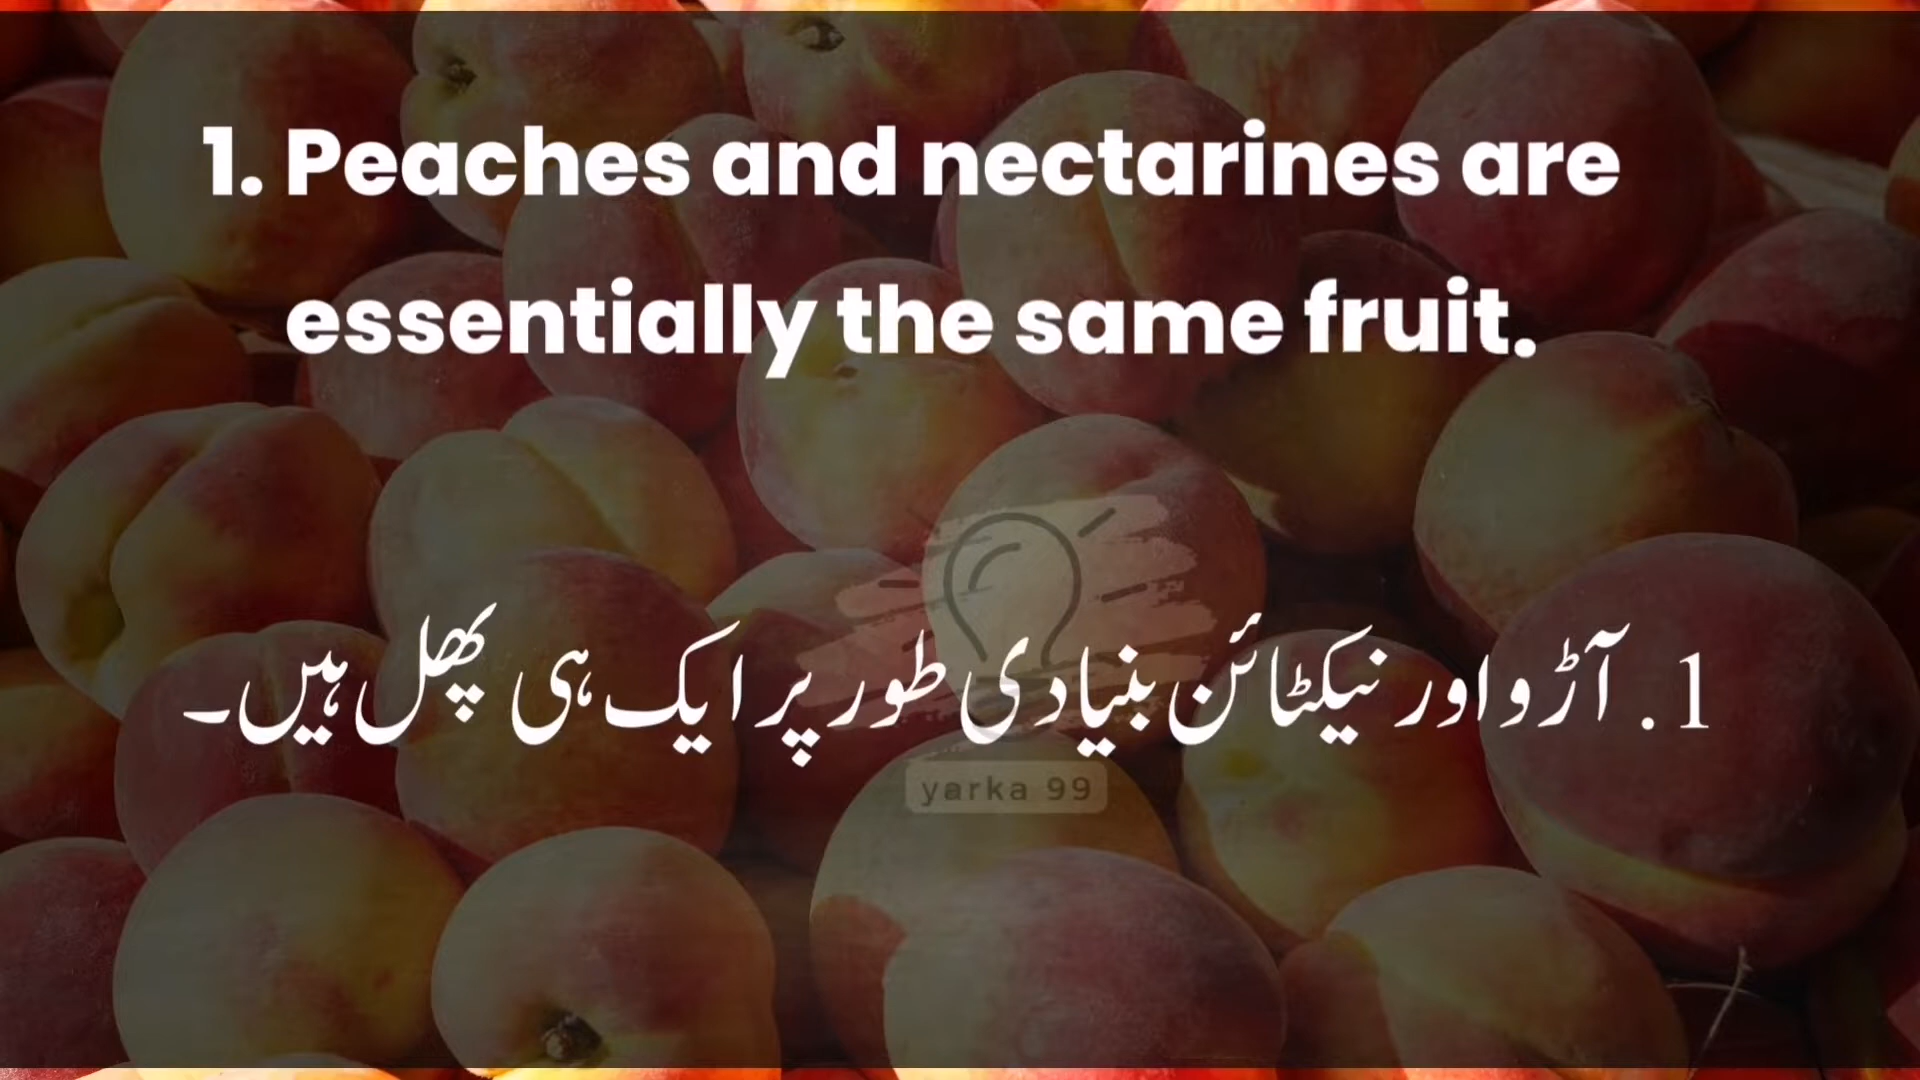 1. Peaches and nectarines are
essentially the same fruit.
1. آڑو اور نیکٹائن بنیادی طور پر ایک ہی پھل ہیں۔
yarka 99